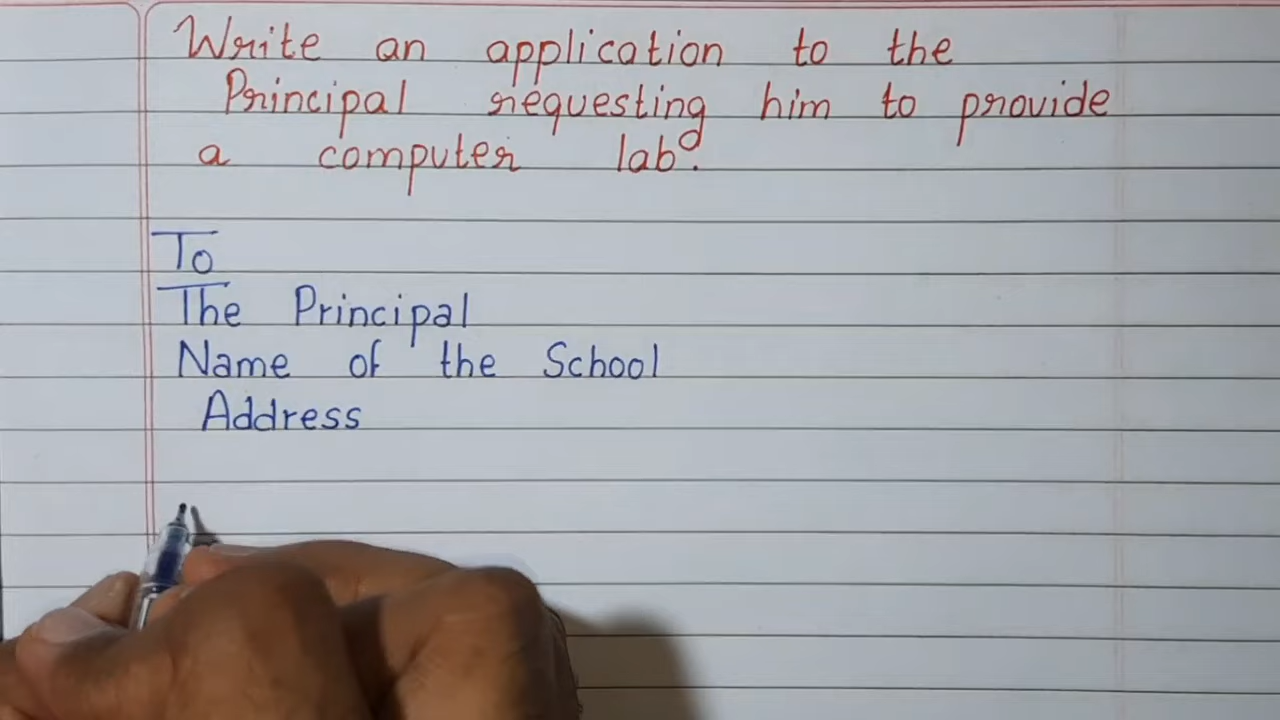 Write an application to the
Principal requesting him to provide
a computer lab.
To
The Principal
Name of the School
Address